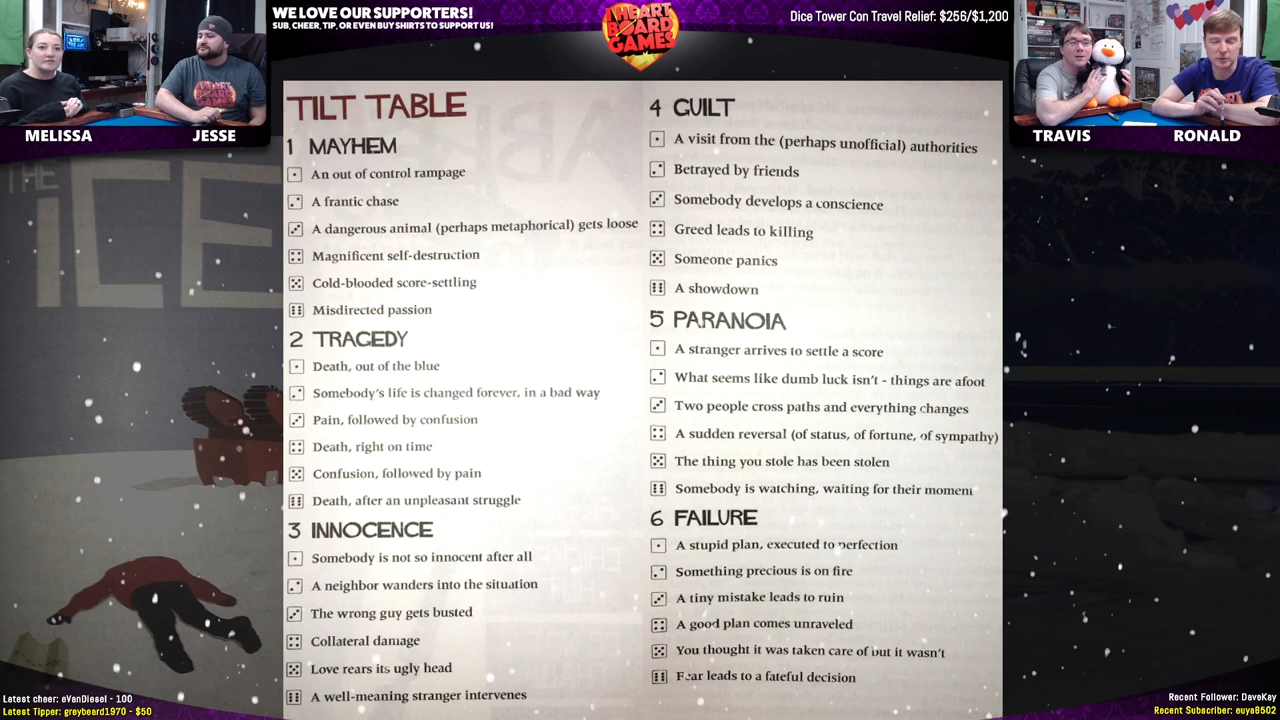 WE LOVE OUR SUPPORTERS!
SUB, CHEER, TIP, OR EVEN BUY SHIRTS TO SUPPORT US!
I HEART
BOARD
GAMES
Dice Tower Con Travel Relief: $256/$1,200
MELISSA
JESSE
TRAVIS
RONALD
THE
ICE
TILT TABLE
1 MAYHEM
An out of control rampage
A frantic chase
A dangerous animal (perhaps metaphorical) gets loose
Magnificent self-destruction
Cold-blooded score-settling
Misdirected passion
2 TRAGEDY
Death, out of the blue
Somebody's life is changed forever, in a bad way
Pain, followed by confusion
Death, right on time
Confusion, followed by pain
Death, after an unpleasant struggle
3 INNOCENCE
Somebody is not so innocent after all
A neighbor wanders into the situation
The wrong guy gets busted
Collateral damage
Love rears its ugly head
A well-meaning stranger intervenes
4 GUILT
A visit from the (perhaps unofficial) authorities
Betrayed by friends
Somebody develops a conscience
Greed leads to killing
Someone panics
A showdown
5 PARANOIA
A stranger arrives to settle a score
What seems like dumb luck isn't - things are afoot
Two people cross paths and everything changes
A sudden reversal (of status, of fortune, of sympathy)
The thing you stole has been stolen
Somebody is watching, waiting for their moment
6 FAILURE
A stupid plan, executed to perfection
Something precious is on fire
A tiny mistake leads to ruin
A good plan comes unraveled
You thought it was taken care of but it wasn't
Fear leads to a fateful decision
Latest cheer: eVanDiesel - 100
Latest Tipper: greybeard1970 - $50
Recent Follower: DaveKay
Recent Subscriber: euye8502